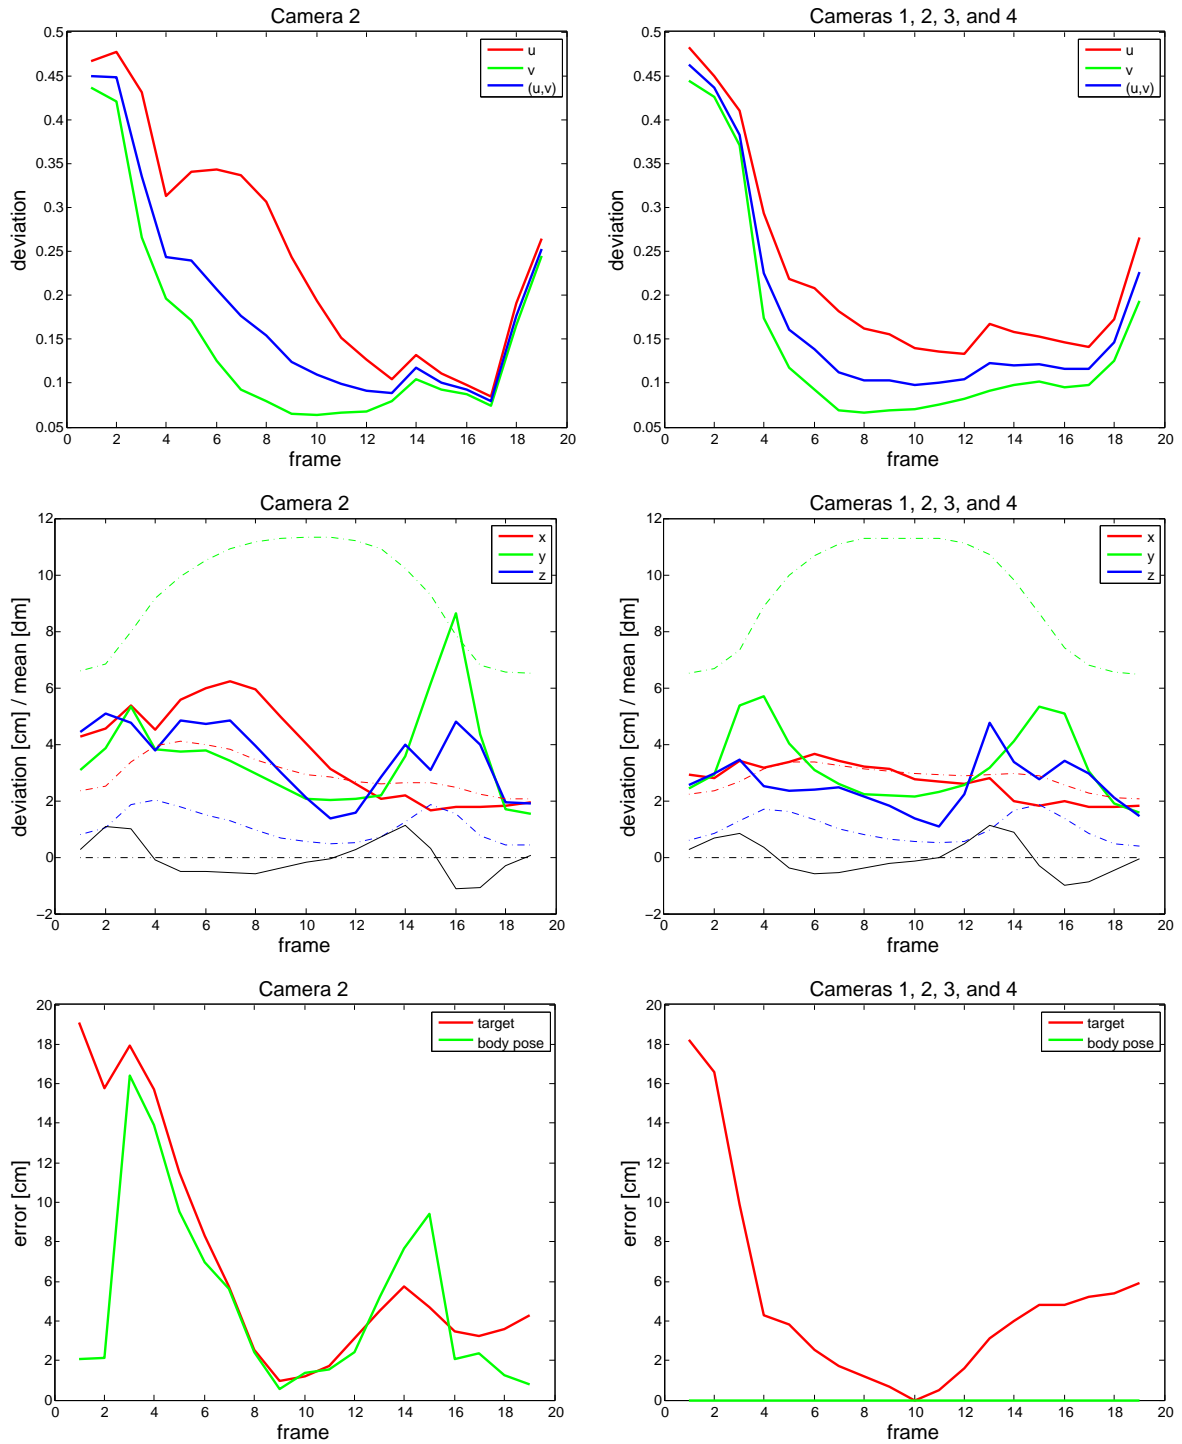 Camera 2
0.5
0.45
0.4
0.35
0.3
0.25
0.2
0.15
0.1
0.05
deviation
0 2 4 6 8 10 12 14 16 18 20
frame
u
v
(u,v)
Cameras 1, 2, 3, and 4
0.5
0.45
0.4
0.35
0.3
0.25
0.2
0.15
0.1
0.05
deviation
0 2 4 6 8 10 12 14 16 18 20
frame
u
v
(u,v)
Camera 2
12
10
8
6
4
2
0
−2
deviation [cm] / mean [dm]
0 2 4 6 8 10 12 14 16 18 20
frame
x
y
z
Cameras 1, 2, 3, and 4
12
10
8
6
4
2
0
−2
deviation [cm] / mean [dm]
0 2 4 6 8 10 12 14 16 18 20
frame
x
y
z
Camera 2
20
18
16
14
12
10
8
6
4
2
0
error [cm]
0 2 4 6 8 10 12 14 16 18 20
frame
target
body pose
Cameras 1, 2, 3, and 4
20
18
16
14
12
10
8
6
4
2
0
error [cm]
0 2 4 6 8 10 12 14 16 18 20
frame
target
body pose